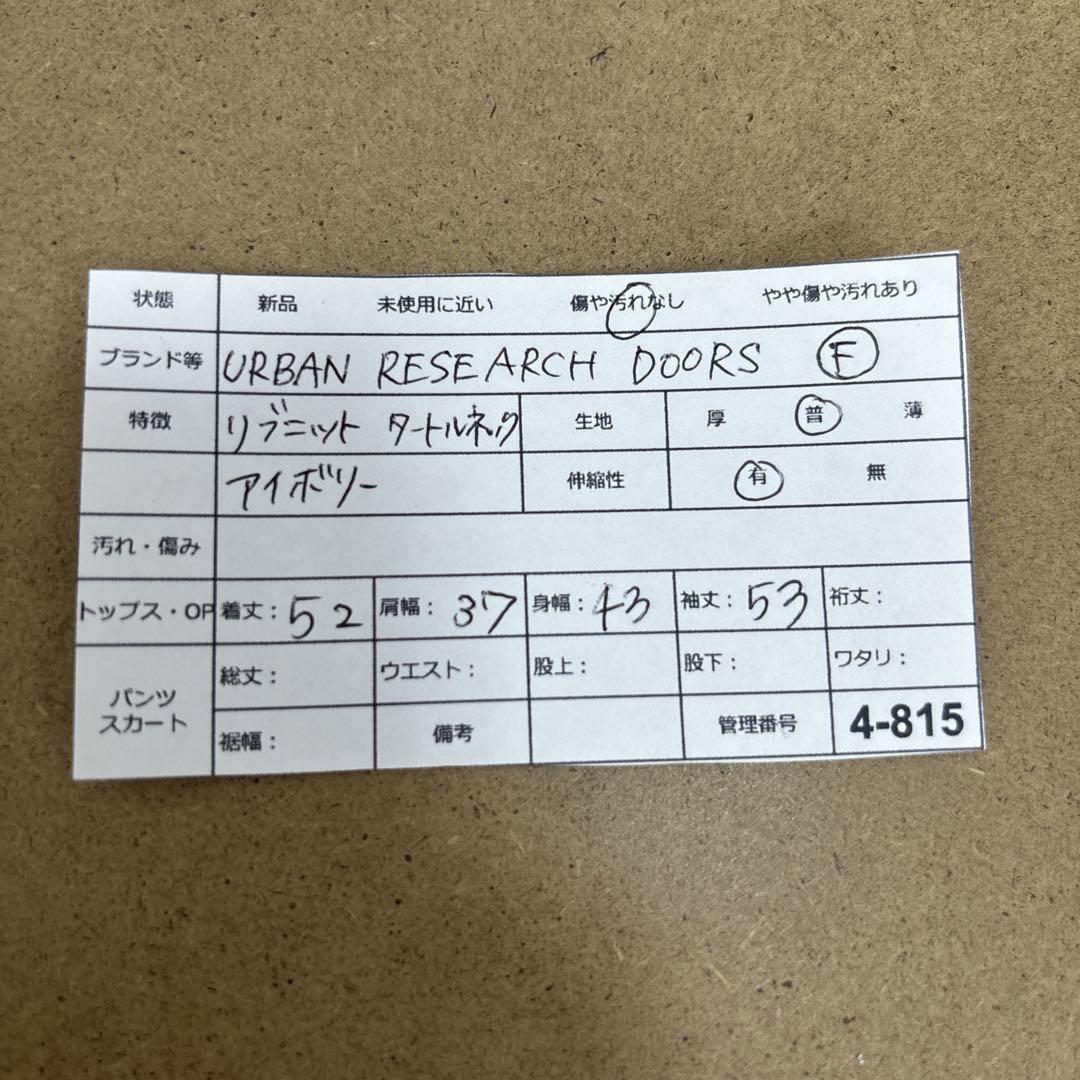 状態 新品 未使用に近い 傷や汚れなし やや傷や汚れあり
ブランド等 URBAN RESEARCH DOORS F
特徴 リブニット タートルネック 生地 厚 普 薄
アイボリー 伸縮性 有 無
汚れ・傷み
トップス・OP 着丈：52 肩幅：37 身幅：43 袖丈：53 裄丈：
パンツ スカート 総丈： ウエスト： 股上： 股下： ワタリ：
裾幅： 備考 管理番号 4-815